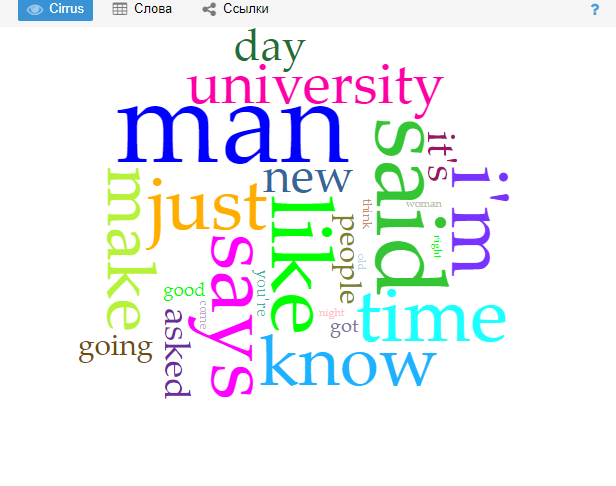 Cirrus Слова Ссылки ?
day
university
man
said
it's
i'm
new
just
make
like
think
woman
people
right
old
says
you're
good
come
asked
night
got
time
going
know